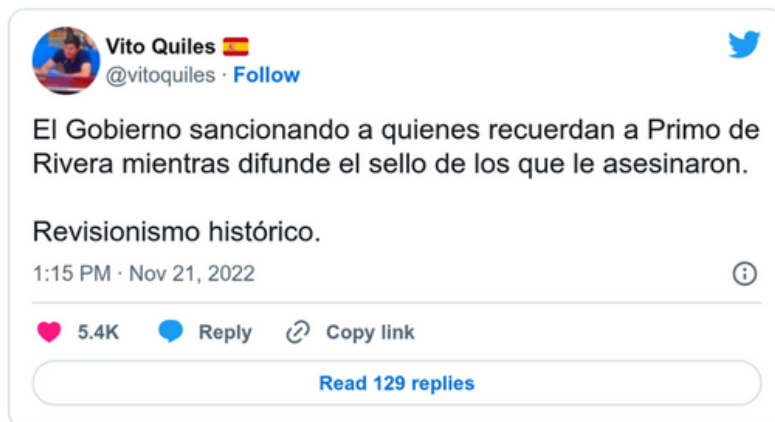 Vito Quiles 🇪🇸
@vitoquiles · Follow
El Gobierno sancionando a quienes recuerdan a Primo de
Rivera mientras difunde el sello de los que le asesinaron.
Revisionismo histórico.
1:15 PM · Nov 21, 2022
5.4K Reply Copy link
Read 129 replies